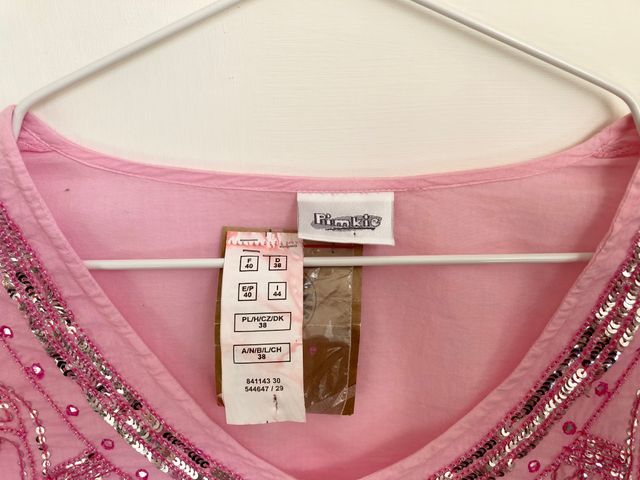 Pimkie
F
40
D
38
E/P
40
I
44
PL/H/CZ/DK
38
A/N/B/L/CH
38
841143 30
544647 / 29